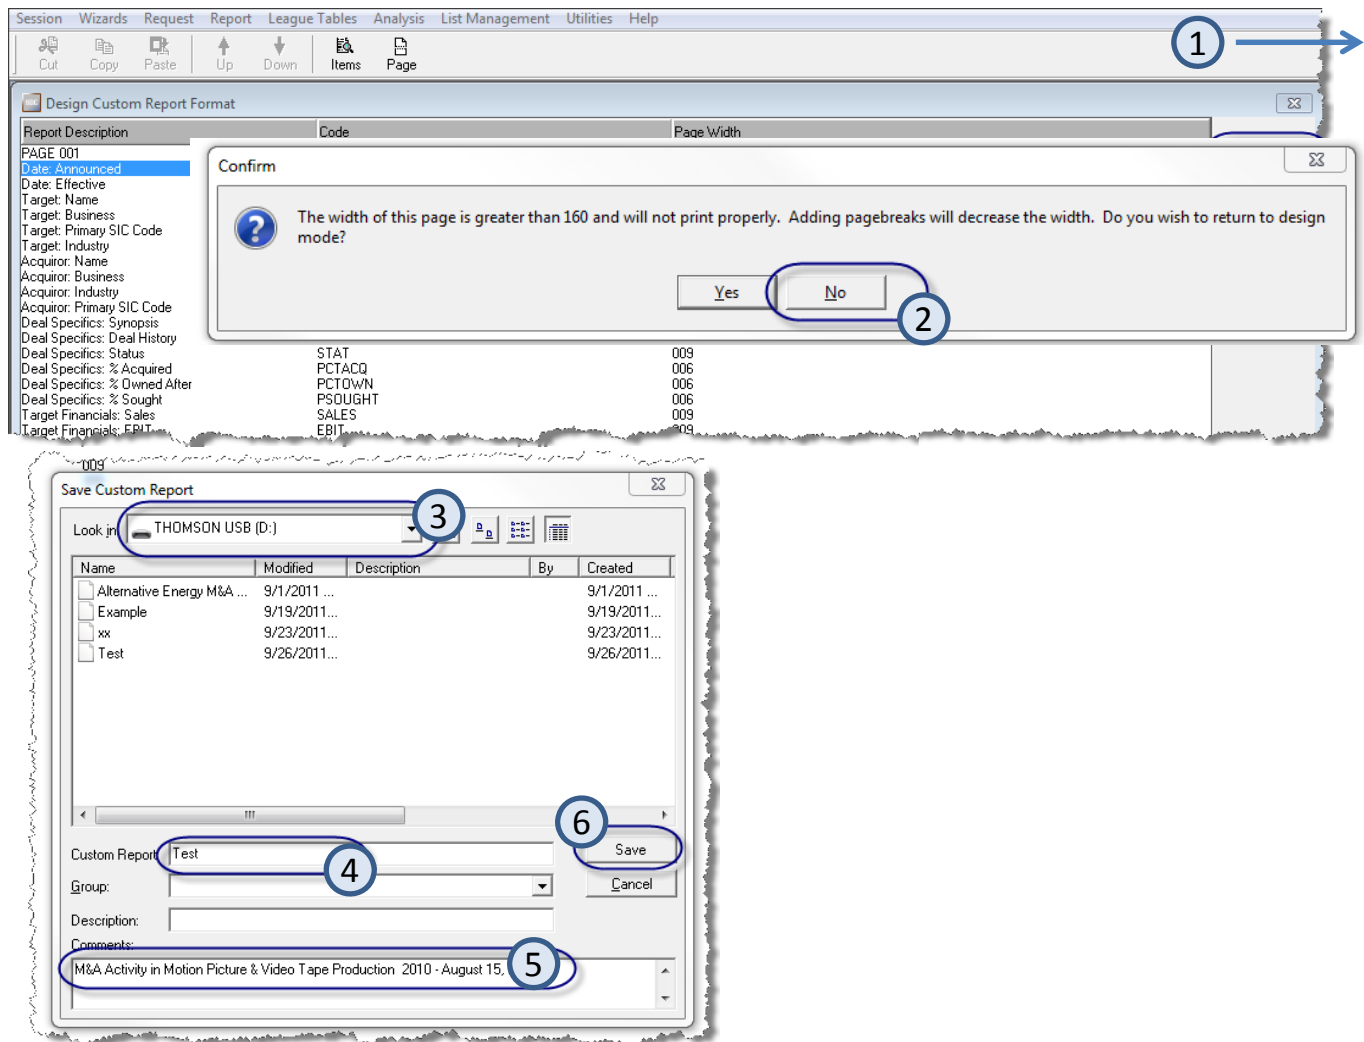 Session Wizards Request Report League Tables Analysis List Management Utilities Help
1
Cut Copy Paste Up Down Items Page
Design Custom Report Format
Report Description Code Page Width
PAGE 001
Date: Announced
Date: Effective
Target: Name
Target: Business
Target: Primary SIC Code
Target: Industry
Acquiror: Name
Acquiror: Business
Acquiror: Industry
Acquiror: Primary SIC Code
Deal Specifics: Synopsis
Deal Specifics: Deal History
Deal Specifics: Status STAT 009
Deal Specifics: % Acquired PCTACQ 006
Deal Specifics: % Owned After PCTOWN 006
Deal Specifics: % Sought PSOUGHT 006
Target Financials: Sales SALES 009
Target Financials: EBIT EBIT 009
Confirm
The width of this page is greater than 160 and will not print properly. Adding pagebreaks will decrease the width. Do you wish to return to design
mode?
Yes No
2
009
Save Custom Report
Look in THOMSON USB (D:)
3
Name Modified Description By Created
Alternative Energy M&A ... 9/1/2011 ... 9/1/2011 ...
Example 9/19/2011... 9/19/2011...
xx 9/23/2011... 9/23/2011...
Test 9/26/2011... 9/26/2011...
6
Custom Report Test Save
4
Group: Cancel
Description:
Comments:
M&A Activity in Motion Picture & Video Tape Production 2010 - August 15,
5